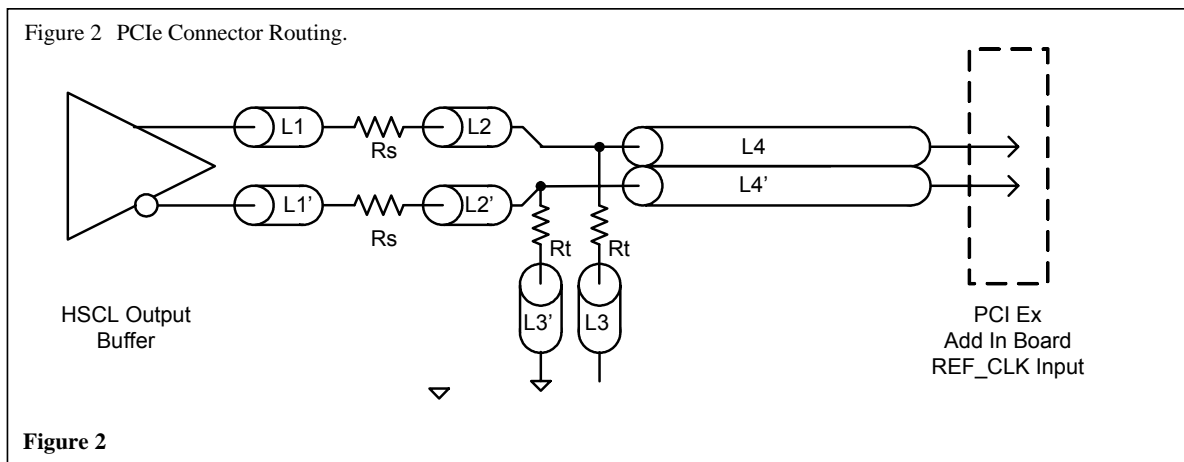 Figure 2 PCIe Connector Routing.
L1
Rs
L2
L4
L1'
Rs
L2'
L4'
Rt
Rt
L3'
L3
HSCL Output
Buffer
PCI Ex
Add In Board
REF_CLK Input
Figure 2